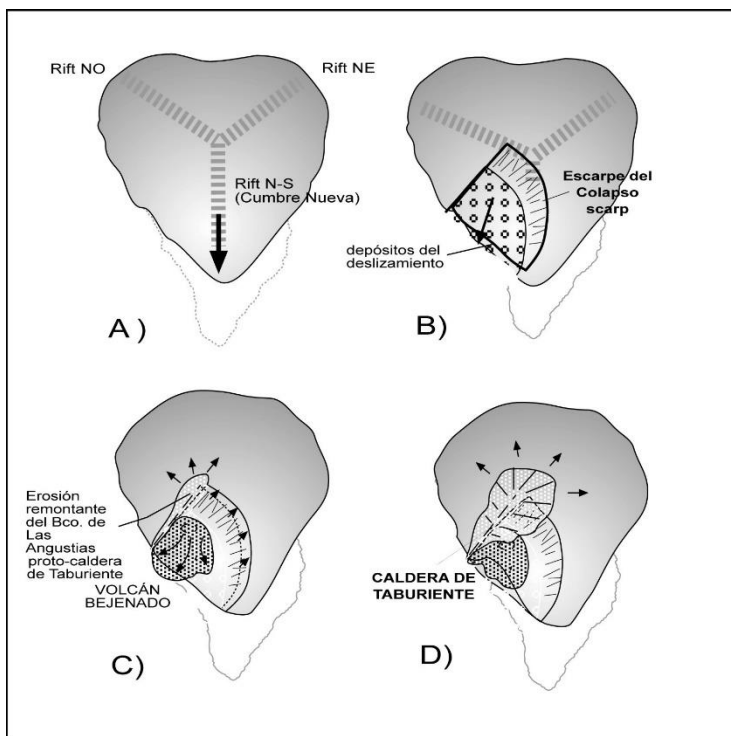 Rift NO
Rift NE
Rift N-S
(Cumbre Nueva)
A )
Escarpe del
Colapso
scarp
depósitos del
deslizamiento
B)
Erosión
remontante
del Bco. de
Las
Angustias
proto-caldera
de Taburiente
VOLCÁN
BEJENADO
C)
CALDERA DE
TABURIENTE
D)